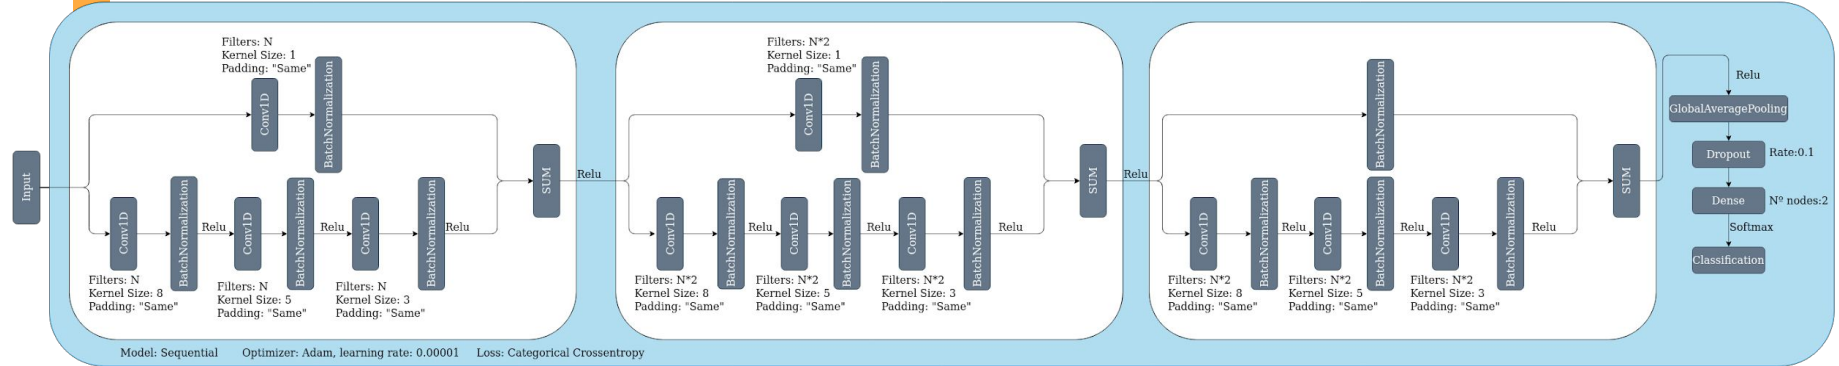 Input
Filters: N
Kernel Size: 1
Padding: "Same"
Conv1D
BatchNormalization
Conv1D
BatchNormalization
Relu
Conv1D
BatchNormalization
Relu
Conv1D
BatchNormalization
Relu
Filters: N
Kernel Size: 8
Padding: "Same"
Filters: N
Kernel Size: 5
Padding: "Same"
Filters: N
Kernel Size: 3
Padding: "Same"
SUM
Relu
Filters: N*2
Kernel Size: 1
Padding: "Same"
Conv1D
BatchNormalization
Conv1D
BatchNormalization
Relu
Conv1D
BatchNormalization
Relu
Conv1D
BatchNormalization
Relu
Filters: N*2
Kernel Size: 8
Padding: "Same"
Filters: N*2
Kernel Size: 5
Padding: "Same"
Filters: N*2
Kernel Size: 3
Padding: "Same"
SUM
Relu
BatchNormalization
Conv1D
BatchNormalization
Relu
Conv1D
BatchNormalization
Relu
Conv1D
BatchNormalization
Relu
Filters: N*2
Kernel Size: 8
Padding: "Same"
Filters: N*2
Kernel Size: 5
Padding: "Same"
Filters: N*2
Kernel Size: 3
Padding: "Same"
SUM
Relu
GlobalAveragePooling
Dropout
Rate:0.1
Dense
Nº nodes:2
Softmax
Classification
Model: Sequential
Optimizer: Adam, learning rate: 0.00001
Loss: Categorical Crossentropy